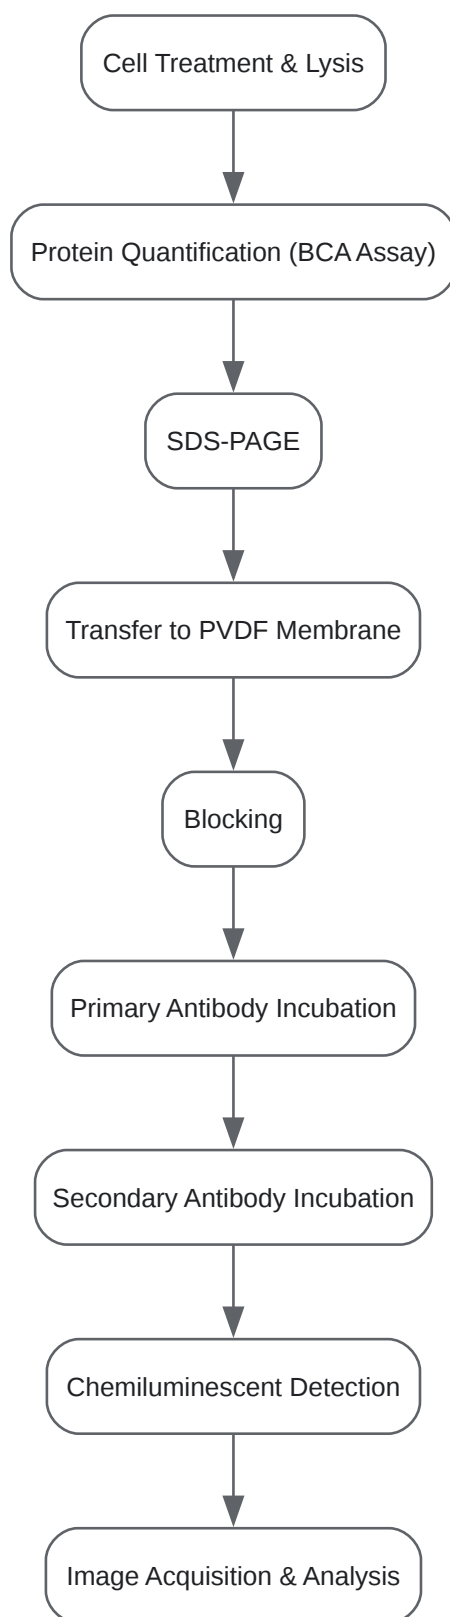 Cell Treatment & Lysis
Protein Quantification (BCA Assay)
SDS-PAGE
Transfer to PVDF Membrane
Blocking
Primary Antibody Incubation
Secondary Antibody Incubation
Chemiluminescent Detection
Image Acquisition & Analysis